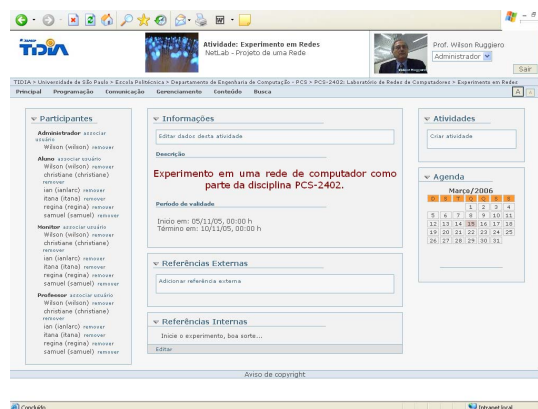 TIDIA
Atividade: Experimento em Redes
NetLab - Projeto de uma Rede
Prof. Wilson Ruggiero
Administrador
Sair
TIDIA > Universidade de São Paulo > Escola Politécnica > Departamento de Engenharia de Computação - PCS > PCS-2402: Laboratório de Redes de Computadores > Experimento em Redes
Principal Programação Comunicação Gerenciamento Conteúdo Busca
A A
Participantes
Administrador associar
usuário
Wilson (wilson) remover
Aluno associar usuário
Wilson (wilson) remover
christiane (christiane)
remover
ian (ianlarc) remover
itana (itana) remover
regina (regina) remover
samuel (samuel) remover
Monitor associar usuário
Wilson (wilson) remover
christiane (christiane)
remover
ian (ianlarc) remover
itana (itana) remover
regina (regina) remover
samuel (samuel) remover
Professor associar usuário
Wilson (wilson) remover
christiane (christiane)
remover
ian (ianlarc) remover
itana (itana) remover
regina (regina) remover
samuel (samuel) remover
Informações
Editar dados desta atividade
Descrição
Experimento em uma rede de computador como
parte da disciplina PCS-2402.
Período de validade
Inicio em: 05/11/05, 00:00 h
Término em: 10/11/05, 00:00 h
Referências Externas
Adicionar referência externa
Referências Internas
Inicie o experimento, boa sorte...
Editar
Atividades
Criar atividade
Agenda
Março/2006
D S T Q Q S S
1 2 3 4
5 6 7 8 9 10 11
12 13 14 15 16 17 18
19 20 21 22 23 24 25
26 27 28 29 30 31
Aviso de copyright
Concluído
Intranet local